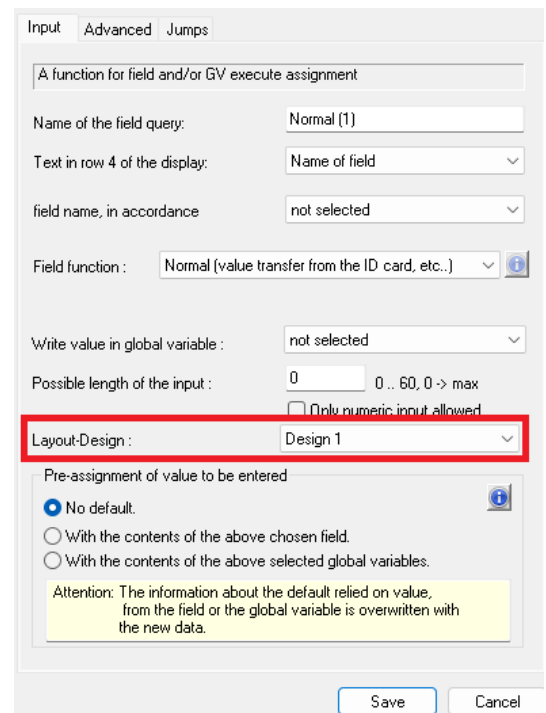 Input Advanced Jumps
A function for field and/or GV execute assignment
Name of the field query: Normal (1)
Text in row 4 of the display: Name of field
field name, in accordance not selected
Field function : Normal (value transfer from the ID card, etc..)
Write value in global variable : not selected
Possible length of the input : 0 0 .. 60, 0 -> max
Only numeric input allowed
Layout-Design : Design 1
Pre-assignment of value to be entered
No default.
With the contents of the above chosen field.
With the contents of the above selected global variables.
Attention: The information about the default relied on value,
from the field or the global variable is overwritten with
the new data.
Save Cancel